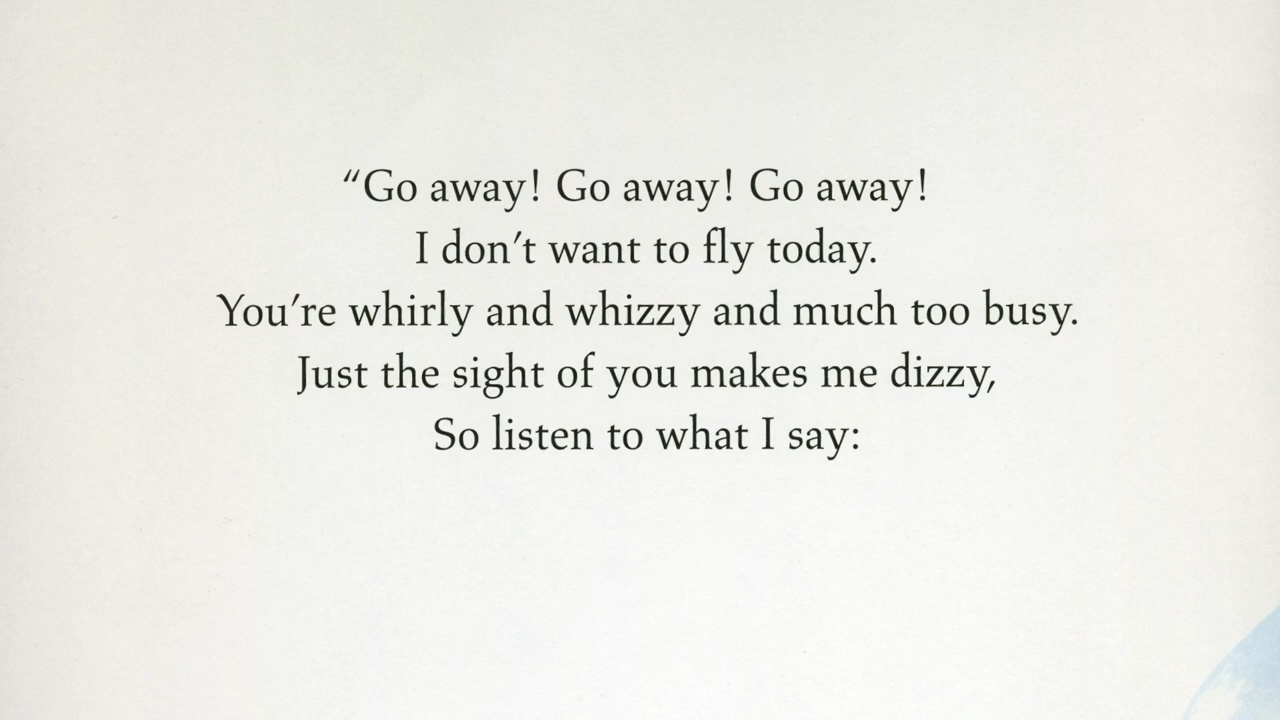 “Go away! Go away! Go away!
I don’t want to fly today.
You’re whirly and whizzy and much too busy.
Just the sight of you makes me dizzy,
So listen to what I say: